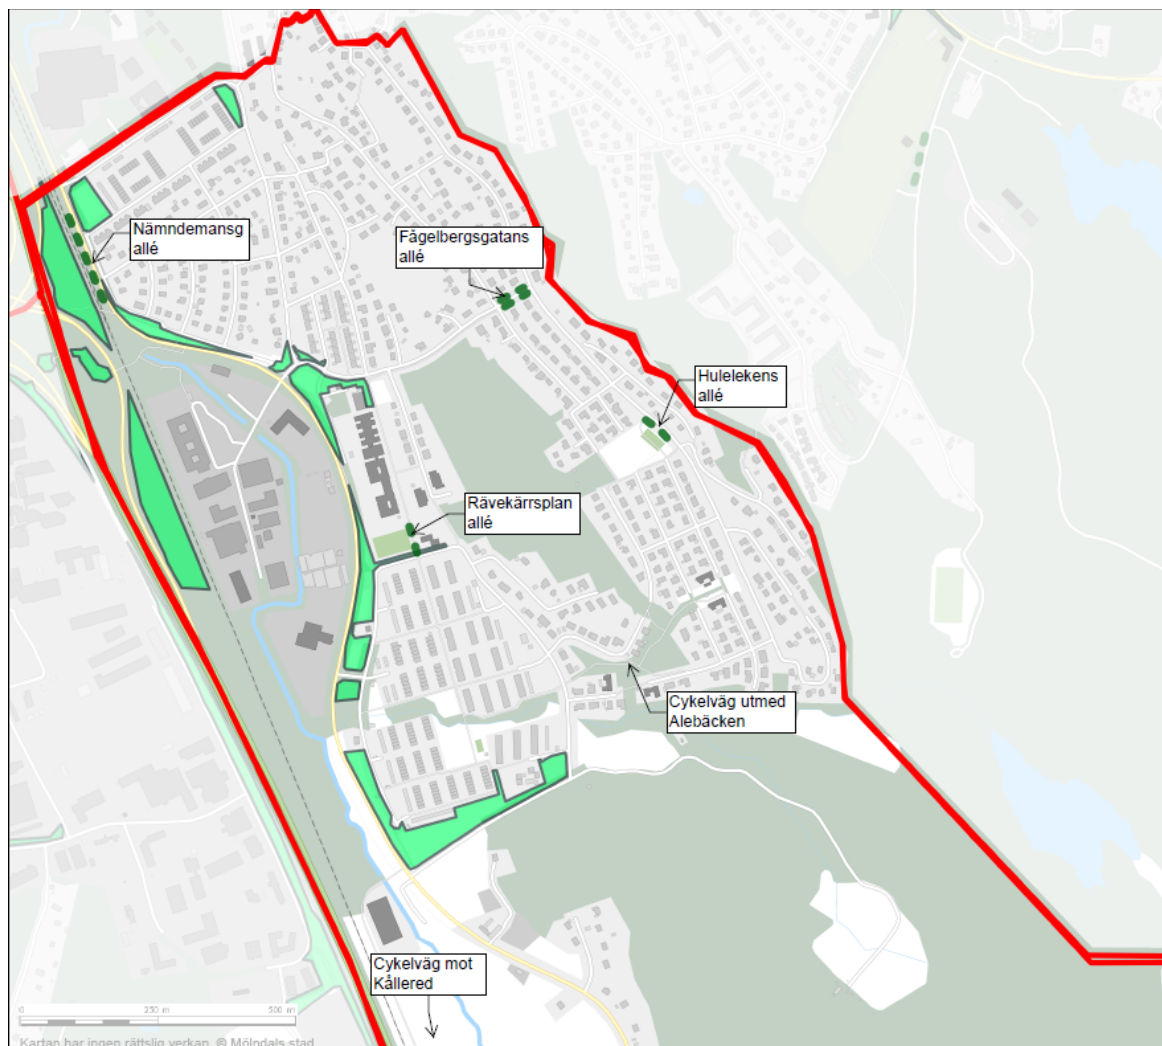 Nämndemansg
allé
Fågelbergsgatans
allé
Hulelekens
allé
Rävekärrsplan
allé
Cykelväg utmed
Alebäcken
Cykelväg mot
Kållered
0 250 m 500 m
Kartan har ingen rättslig verkan. © Mölndals stad